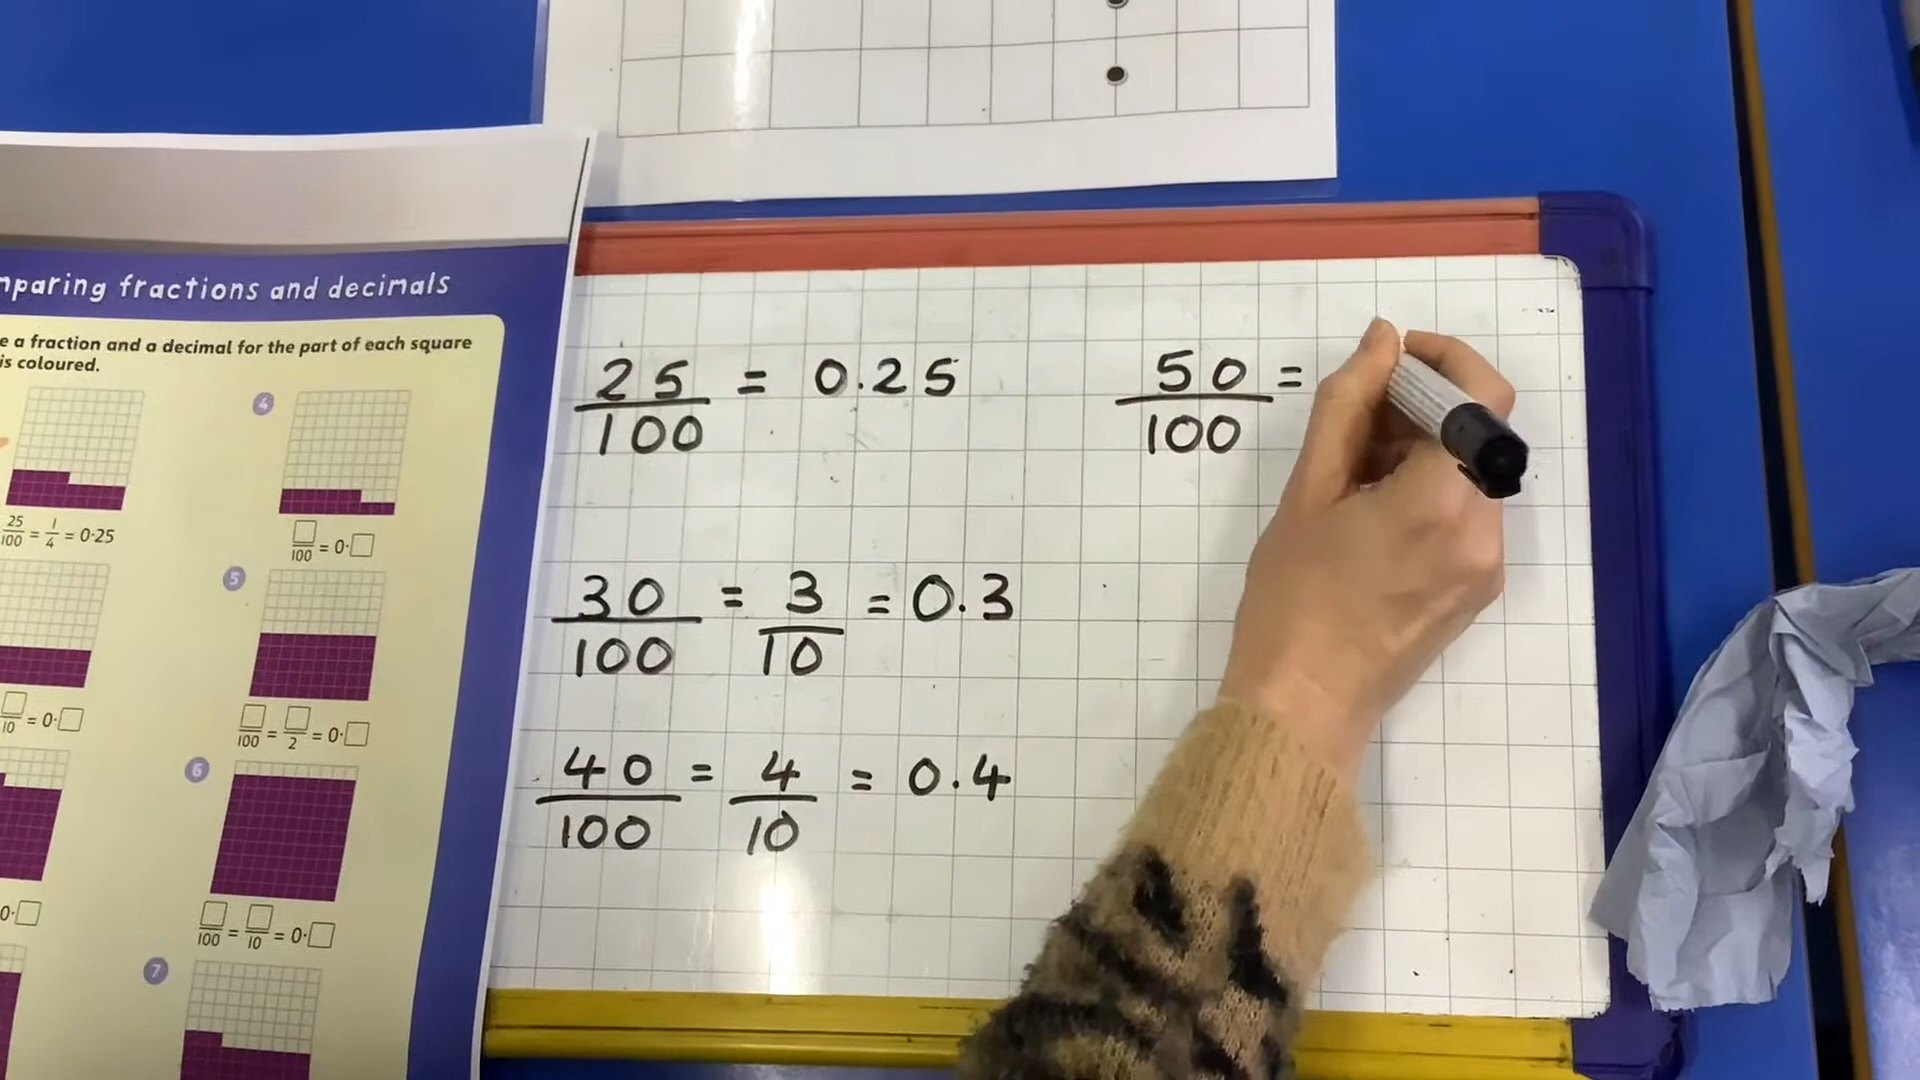 mparing fractions and decimals
e a fraction and a decimal for the part of each square
is coloured.
25/100 = 1/4 = 0·25
□/10 = 0·□
0·□
4
□/100 = 0·□
5
□/100 = □/2 = 0·□
6
□/100 = □/10 = 0·□
7
25/100 = 0.25
50/100 =
30/100 = 3/10 = 0.3
40/100 = 4/10 = 0.4